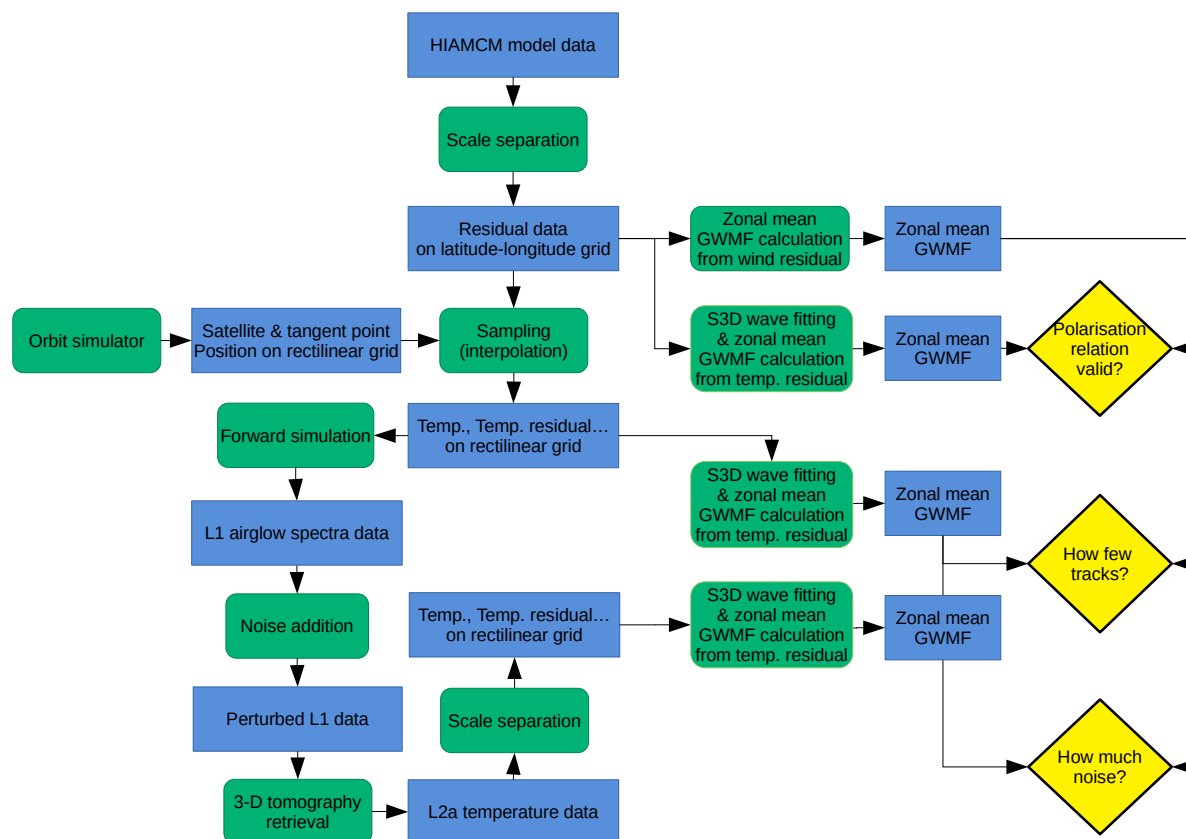 HIAMCM model data
Scale separation
Residual data
on latitude-longitude grid
Zonal mean
GWMF calculation
from wind residual
Zonal mean
GWMF
Orbit simulator
Satellite & tangent point
Position on rectilinear grid
Sampling
(interpolation)
S3D wave fitting
& zonal mean
GWMF calculation
from temp. residual
Zonal mean
GWMF
Polarisation
relation
valid?
Forward simulation
Temp., Temp. residual…
on rectilinear grid
S3D wave fitting
& zonal mean
GWMF calculation
from temp. residual
Zonal mean
GWMF
L1 airglow spectra data
How few
tracks?
Noise addition
Temp., Temp. residual…
on rectilinear grid
S3D wave fitting
& zonal mean
GWMF calculation
from temp. residual
Zonal mean
GWMF
Perturbed L1 data
Scale separation
How much
noise?
3-D tomography
retrieval
L2a temperature data